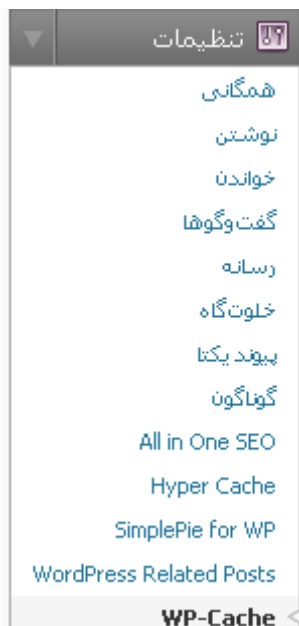 تنظیمات
همگانی
نوشتن
خواندن
گفت‌وگوها
رسانه
خلوت‌گاه
پیوند یکتا
گوناگون
All in One SEO
Hyper Cache
SimplePie for WP
WordPress Related Posts
WP-Cache